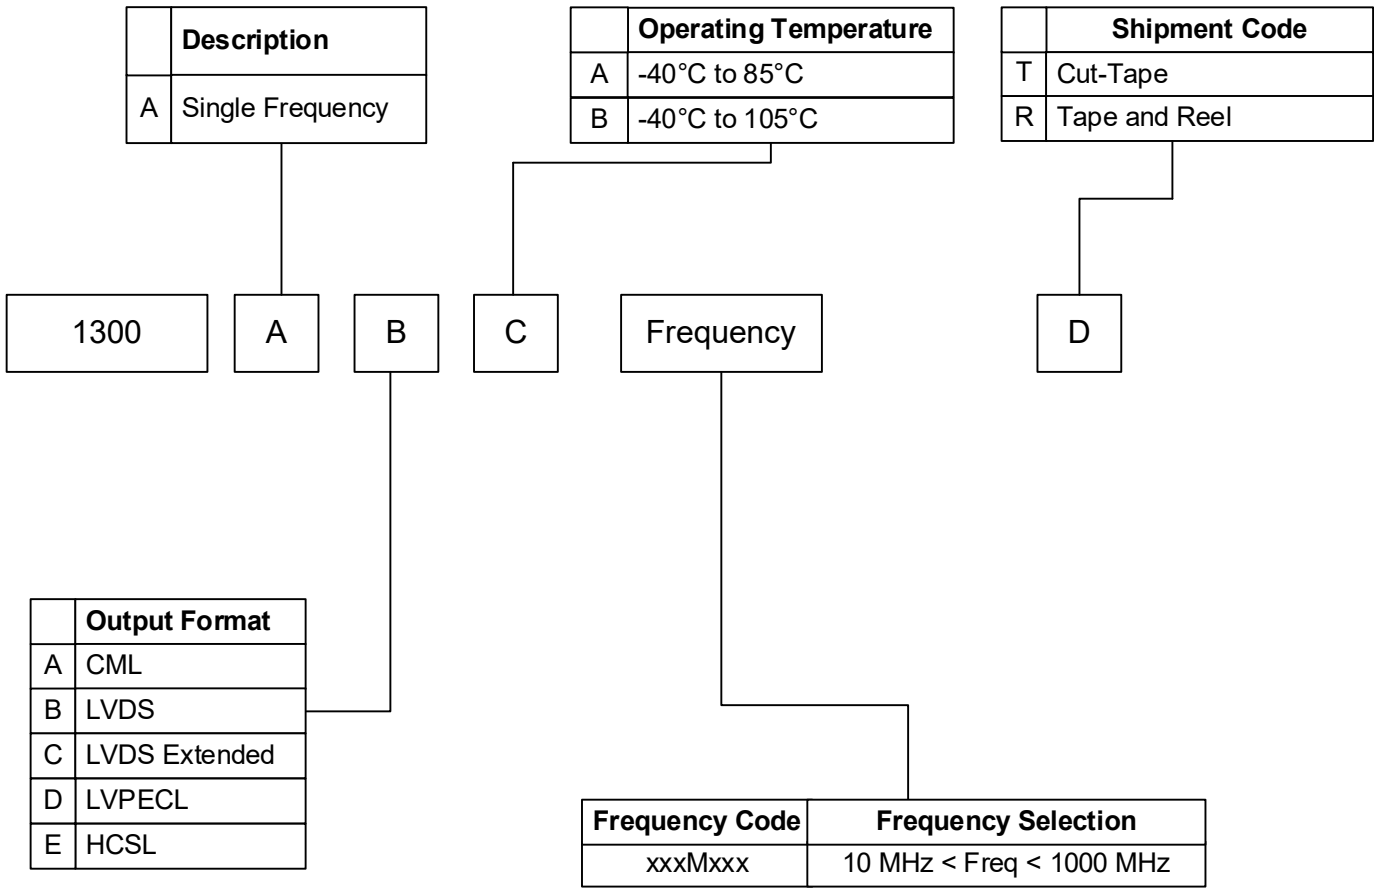 Description
A Single Frequency
Operating Temperature
A -40°C to 85°C
B -40°C to 105°C
Shipment Code
T Cut-Tape
R Tape and Reel
1300 A B C Frequency D
Output Format
A CML
B LVDS
C LVDS Extended
D LVPECL
E HCSL
Frequency Code Frequency Selection
xxxMxxx 10 MHz < Freq < 1000 MHz